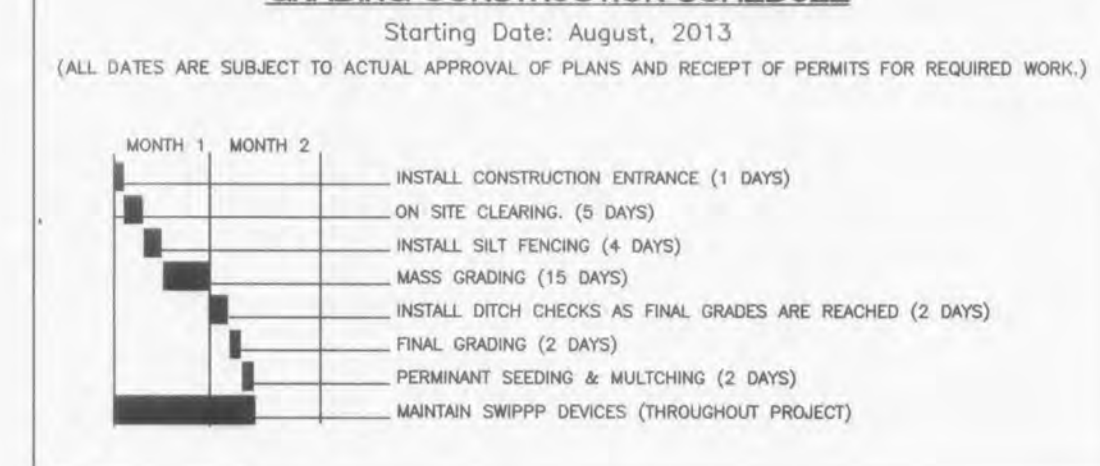 Starting Date: August, 2013
(ALL DATES ARE SUBJECT TO ACTUAL APPROVAL OF PLANS AND RECIEPT OF PERMITS FOR REQUIRED WORK.)
MONTH 1 MONTH 2
INSTALL CONSTRUCTION ENTRANCE (1 DAYS)
ON SITE CLEARING. (5 DAYS)
INSTALL SILT FENCING (4 DAYS)
MASS GRADING (15 DAYS)
INSTALL DITCH CHECKS AS FINAL GRADES ARE REACHED (2 DAYS)
FINAL GRADING (2 DAYS)
PERMINANT SEEDING & MULTCHING (2 DAYS)
MAINTAIN SWIPPP DEVICES (THROUGHOUT PROJECT)